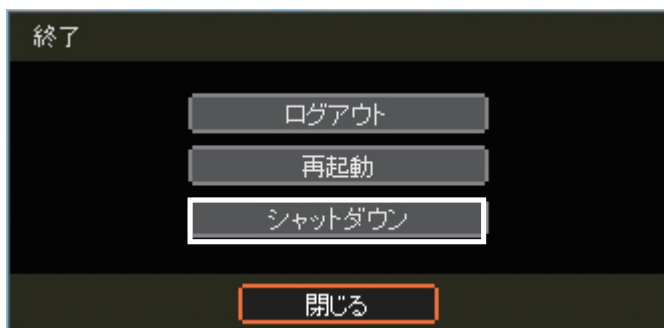 終了
ログアウト
再起動
シャットダウン
閉じる